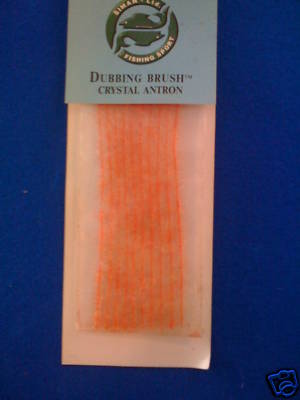 FISHING SPORT
DUBBING BRUSH™
CRYSTAL ANTRON